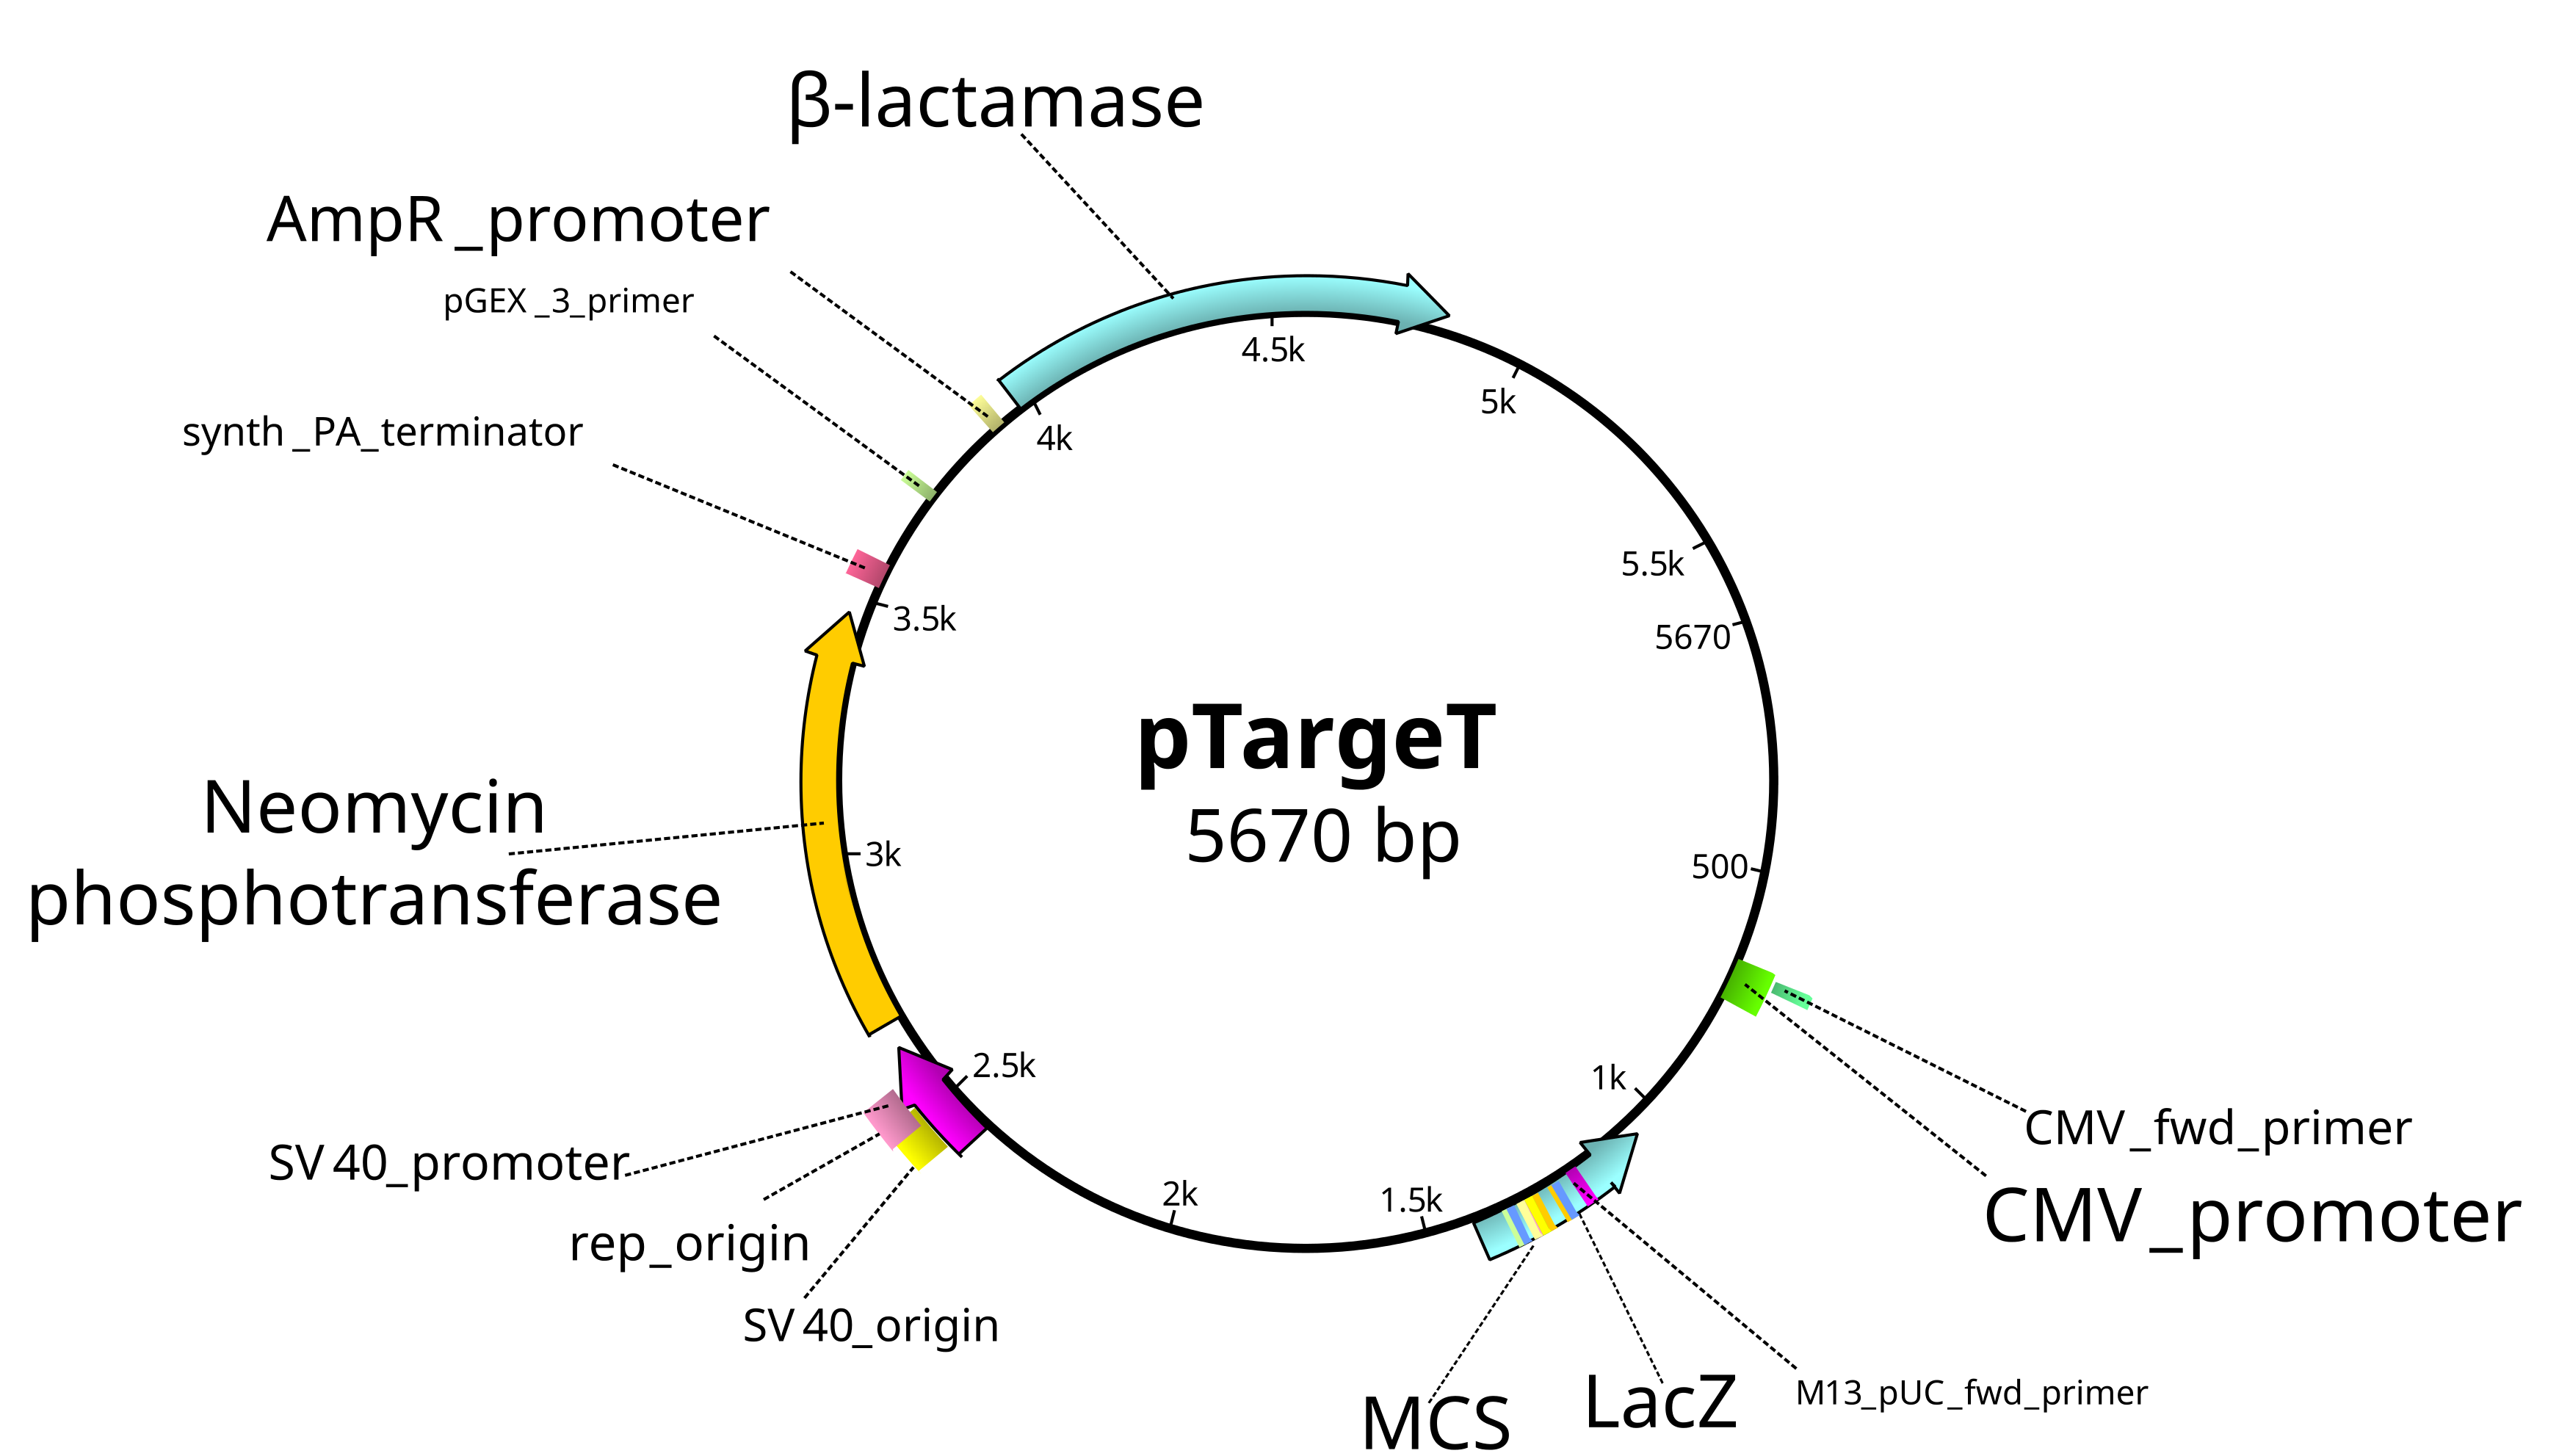 β-lactamase
AmpR_promoter
pGEX_3_primer
synth_PA_terminator
4.5k
5k
4k
5.5k
3.5k
5670
pTargeT
5670 bp
Neomycin
phosphotransferase
3k
500
2.5k
1k
SV40_promoter
2k
1.5k
CMV_fwd_primer
CMV_promoter
rep_origin
SV40_origin
MCS
LacZ
M13_pUC_fwd_primer